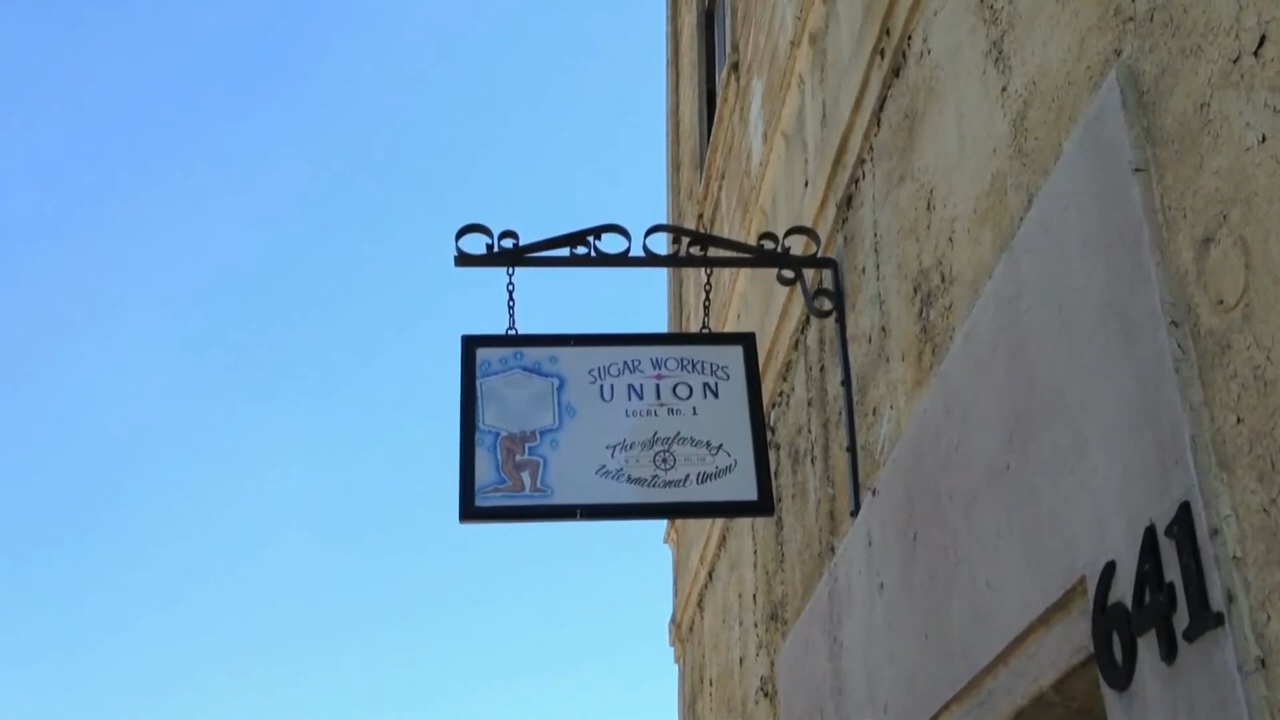 SUGAR WORKERS
UNION
LOCAL No. 1
The Seafarers
International Union
641